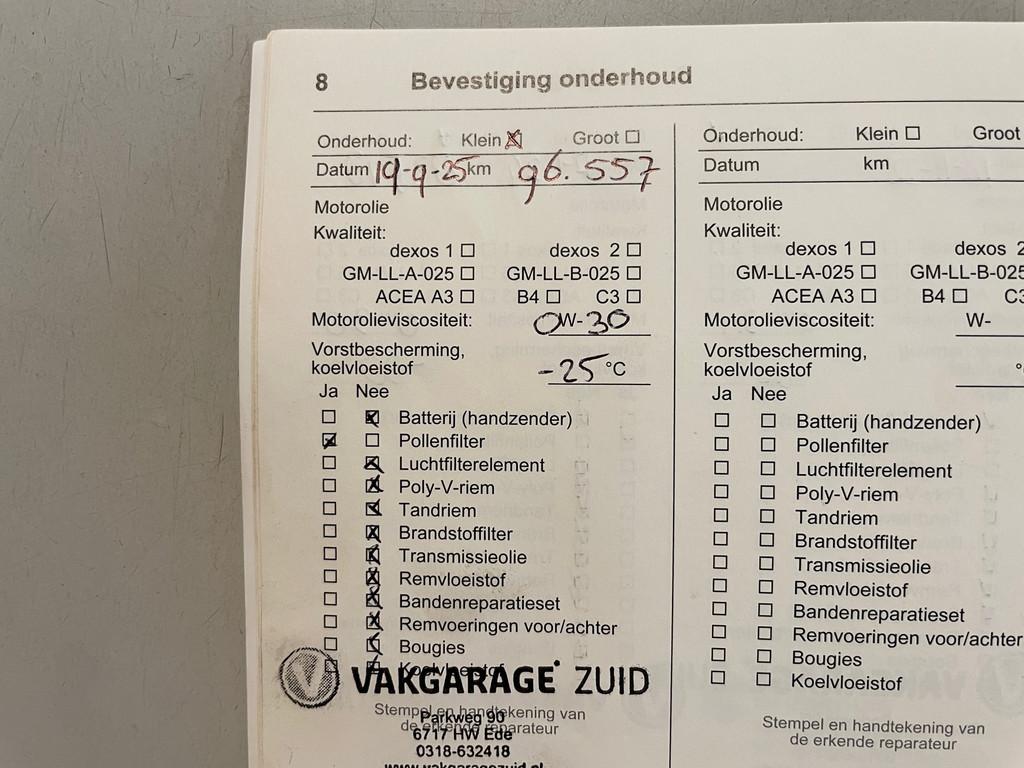 8 Bevestiging onderhoud
Onderhoud: Klein ☒ Groot ☐
Datum 19-9-25 km 96.557
Motorolie
Kwaliteit:
dexos 1 ☐ dexos 2 ☐
GM-LL-A-025 ☐ GM-LL-B-025 ☐
ACEA A3 ☐ B4 ☐ C3 ☐
Motorolieviscositeit: 0W-30
Vorstbescherming,
koelvloeistof -25 °C
Ja Nee
☐ ☒ Batterij (handzender)
☒ ☐ Pollenfilter
☐ ☒ Luchtfilterelement
☐ ☒ Poly-V-riem
☐ ☒ Tandriem
☐ ☒ Brandstoffilter
☐ ☒ Transmissieolie
☐ ☒ Remvloeistof
☐ ☒ Bandenreparatieset
☐ ☒ Remvoeringen voor/achter
☐ ☒ Bougies
☐ ☒ Koelvloeistof
VAKGARAGE ZUID
Stempel en handtekening van
de erkende reparateur
Parkweg 90
6717 HW Ede
0318-632418
www.vakgaragezuid.nl
Onderhoud: Klein ☐ Groot
Datum km
Motorolie
Kwaliteit:
dexos 1 ☐ dexos 2
GM-LL-A-025 ☐ GM-LL-B-025
ACEA A3 ☐ B4 ☐ C3
Motorolieviscositeit: W-
Vorstbescherming,
koelvloeistof °
Ja Nee
☐ ☐ Batterij (handzender)
☐ ☐ Pollenfilter
☐ ☐ Luchtfilterelement
☐ ☐ Poly-V-riem
☐ ☐ Tandriem
☐ ☐ Brandstoffilter
☐ ☐ Transmissieolie
☐ ☐ Remvloeistof
☐ ☐ Bandenreparatieset
☐ ☐ Remvoeringen voor/achter
☐ ☐ Bougies
☐ ☐ Koelvloeistof
Stempel en handtekening van
de erkende reparateur